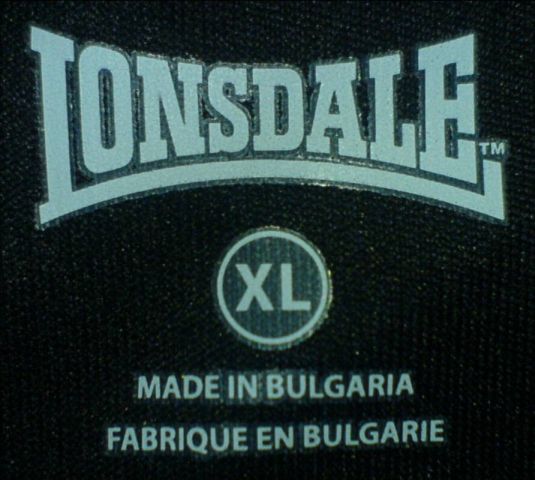 LONSDALE™
XL
MADE IN BULGARIA
FABRIQUE EN BULGARIE